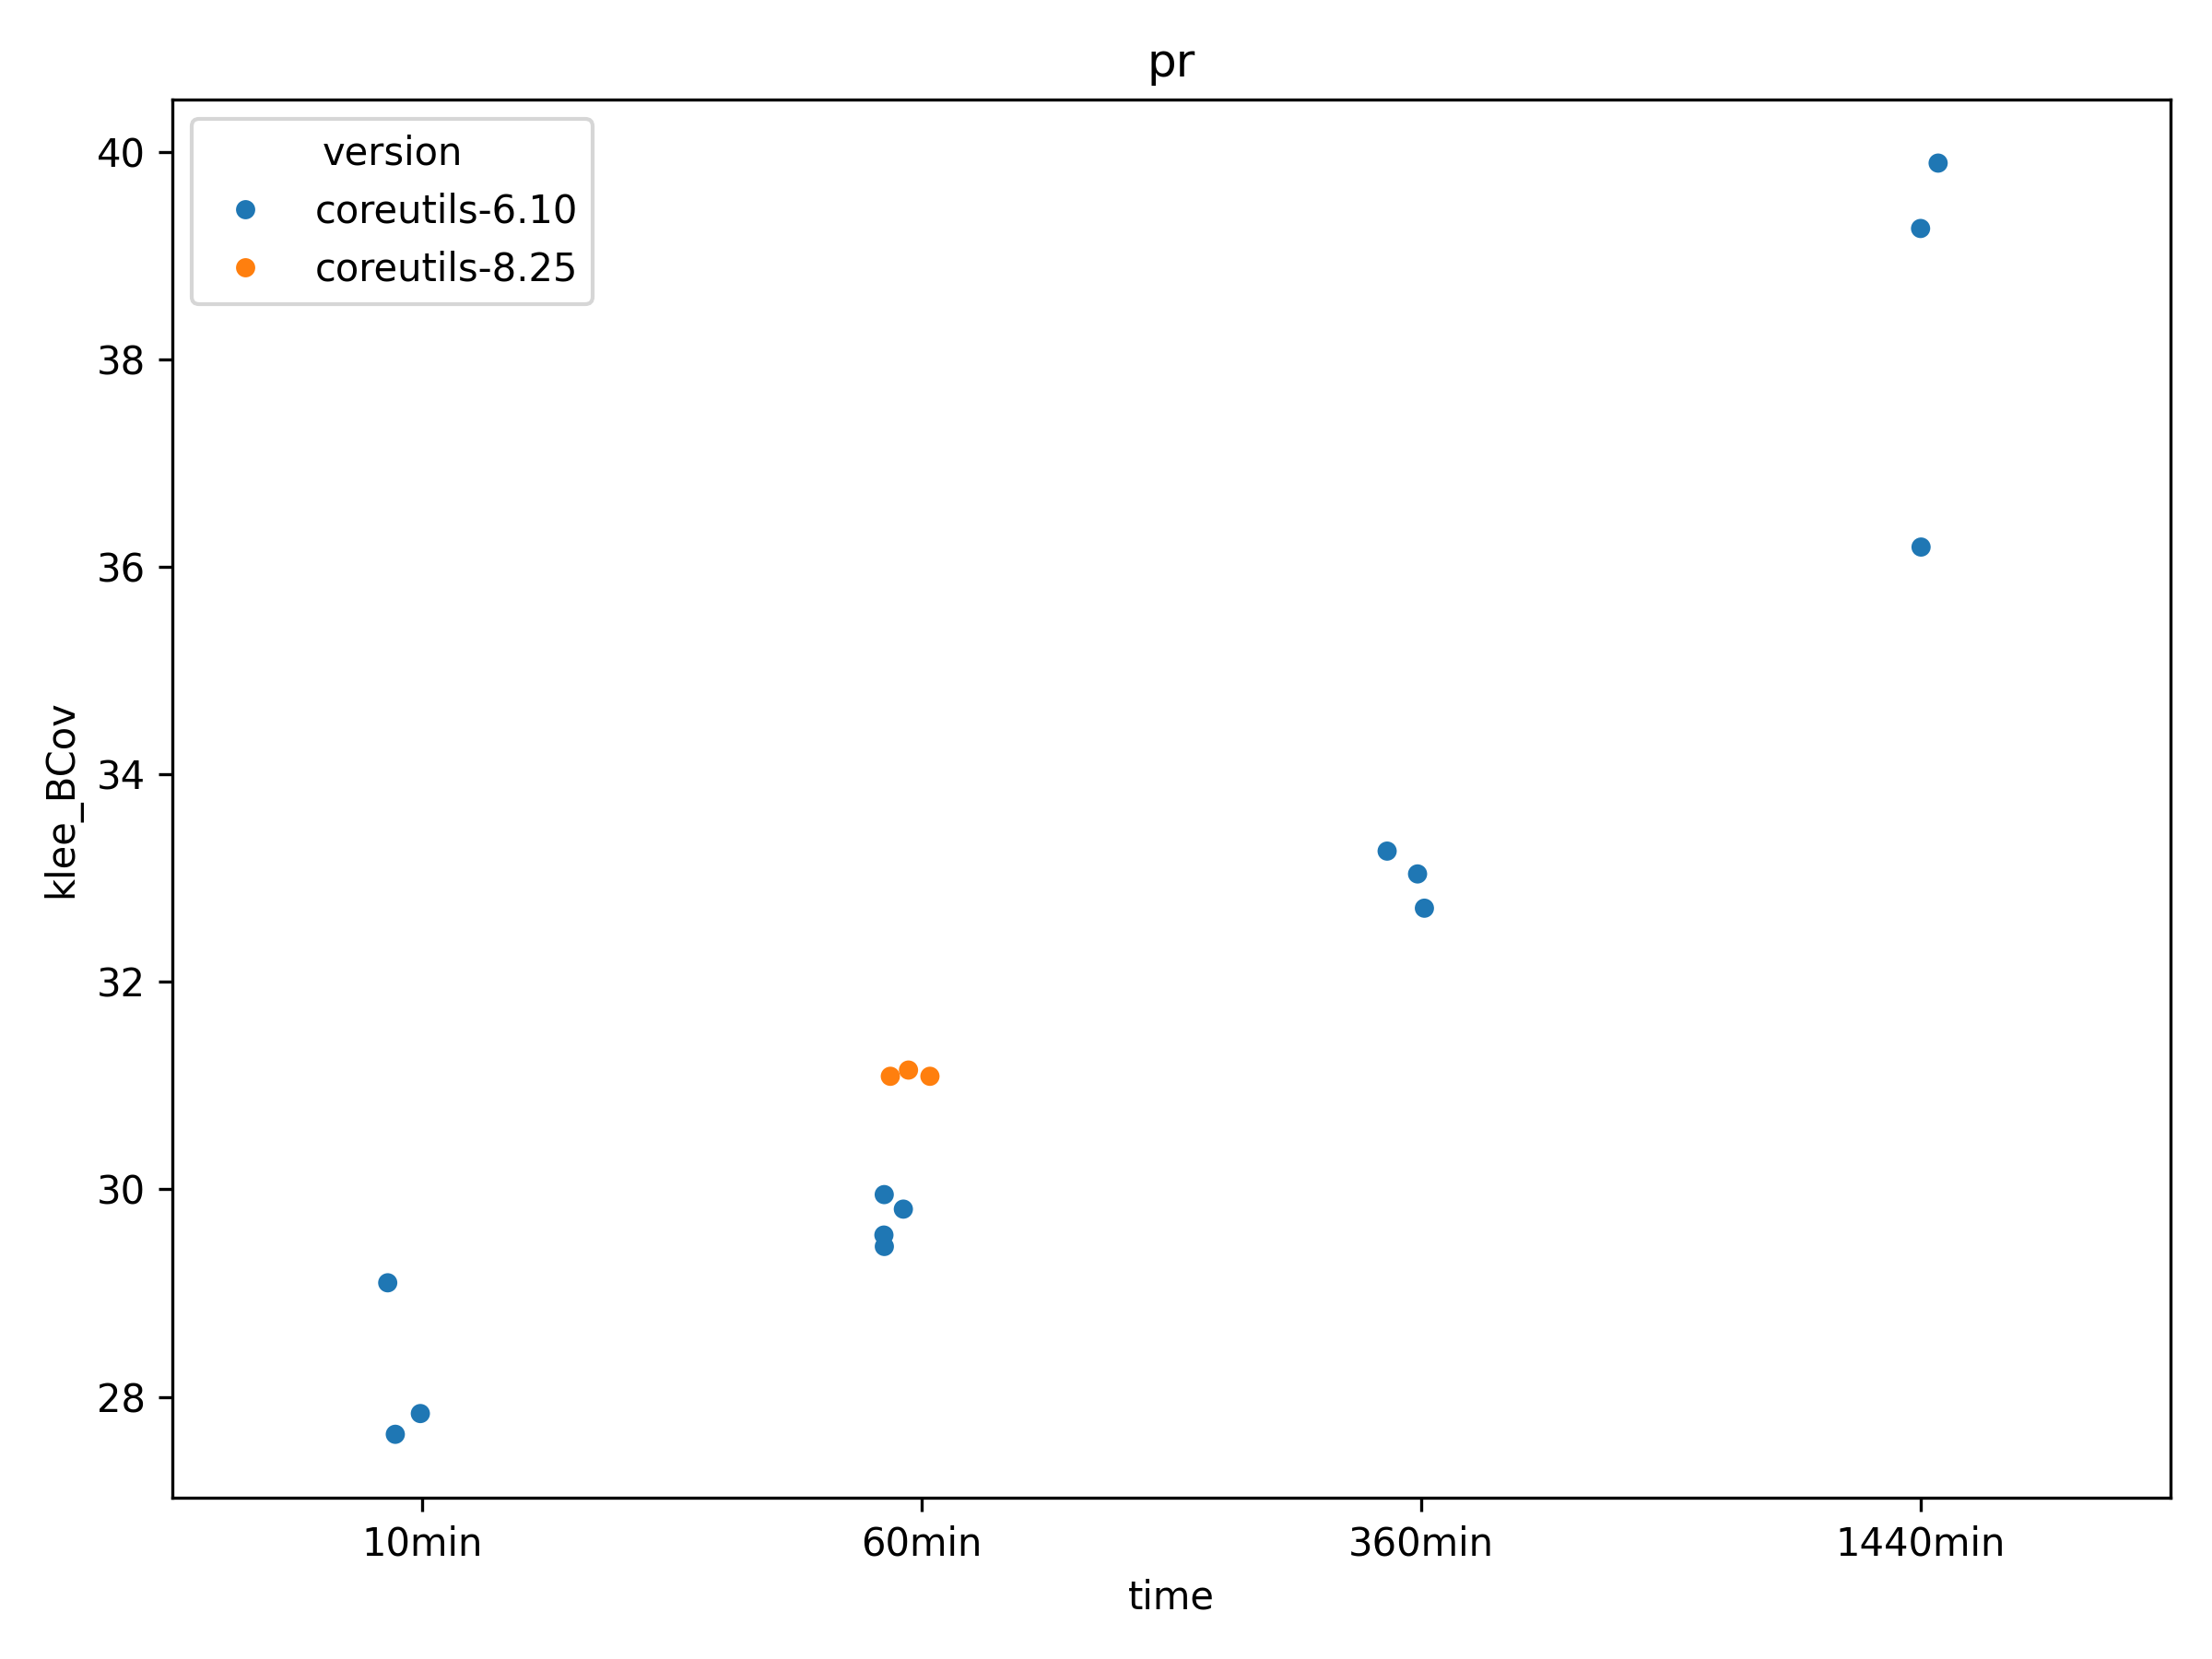 pr
version
coreutils-6.10
coreutils-8.25
40
38
36
34
32
30
28
klee_BCov
10min
60min
360min
1440min
time